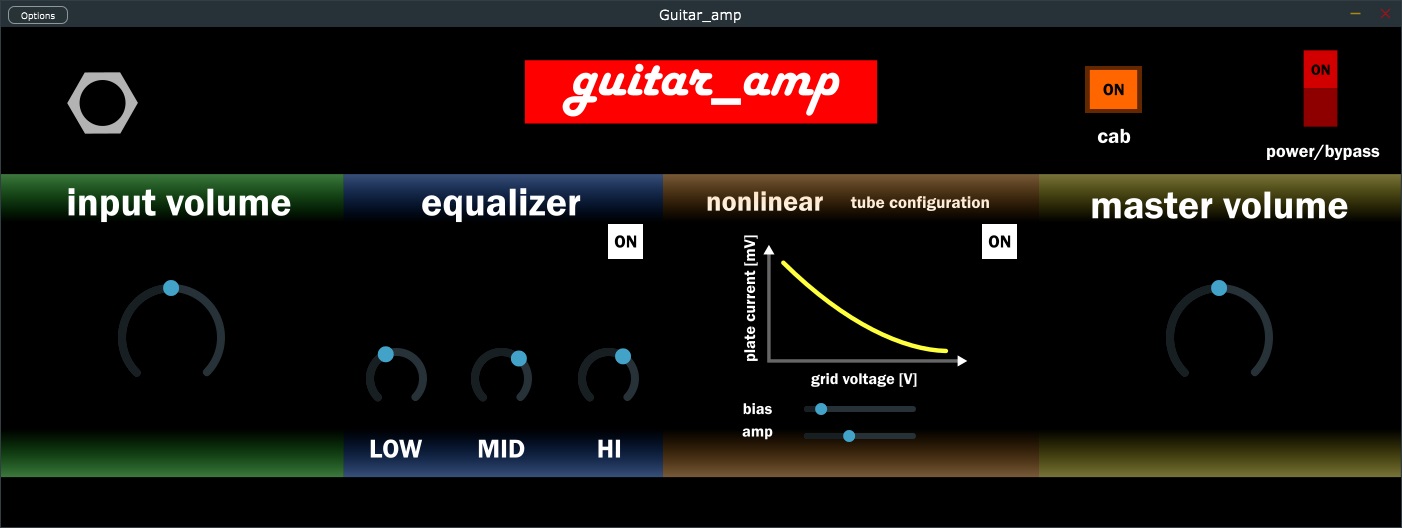 Options
Guitar_amp
guitar_amp
ON
cab
ON
power/bypass
input volume
equalizer
ON
LOW
MID
HI
nonlinear
tube configuration
ON
plate current [mV]
grid voltage [V]
bias
amp
master volume